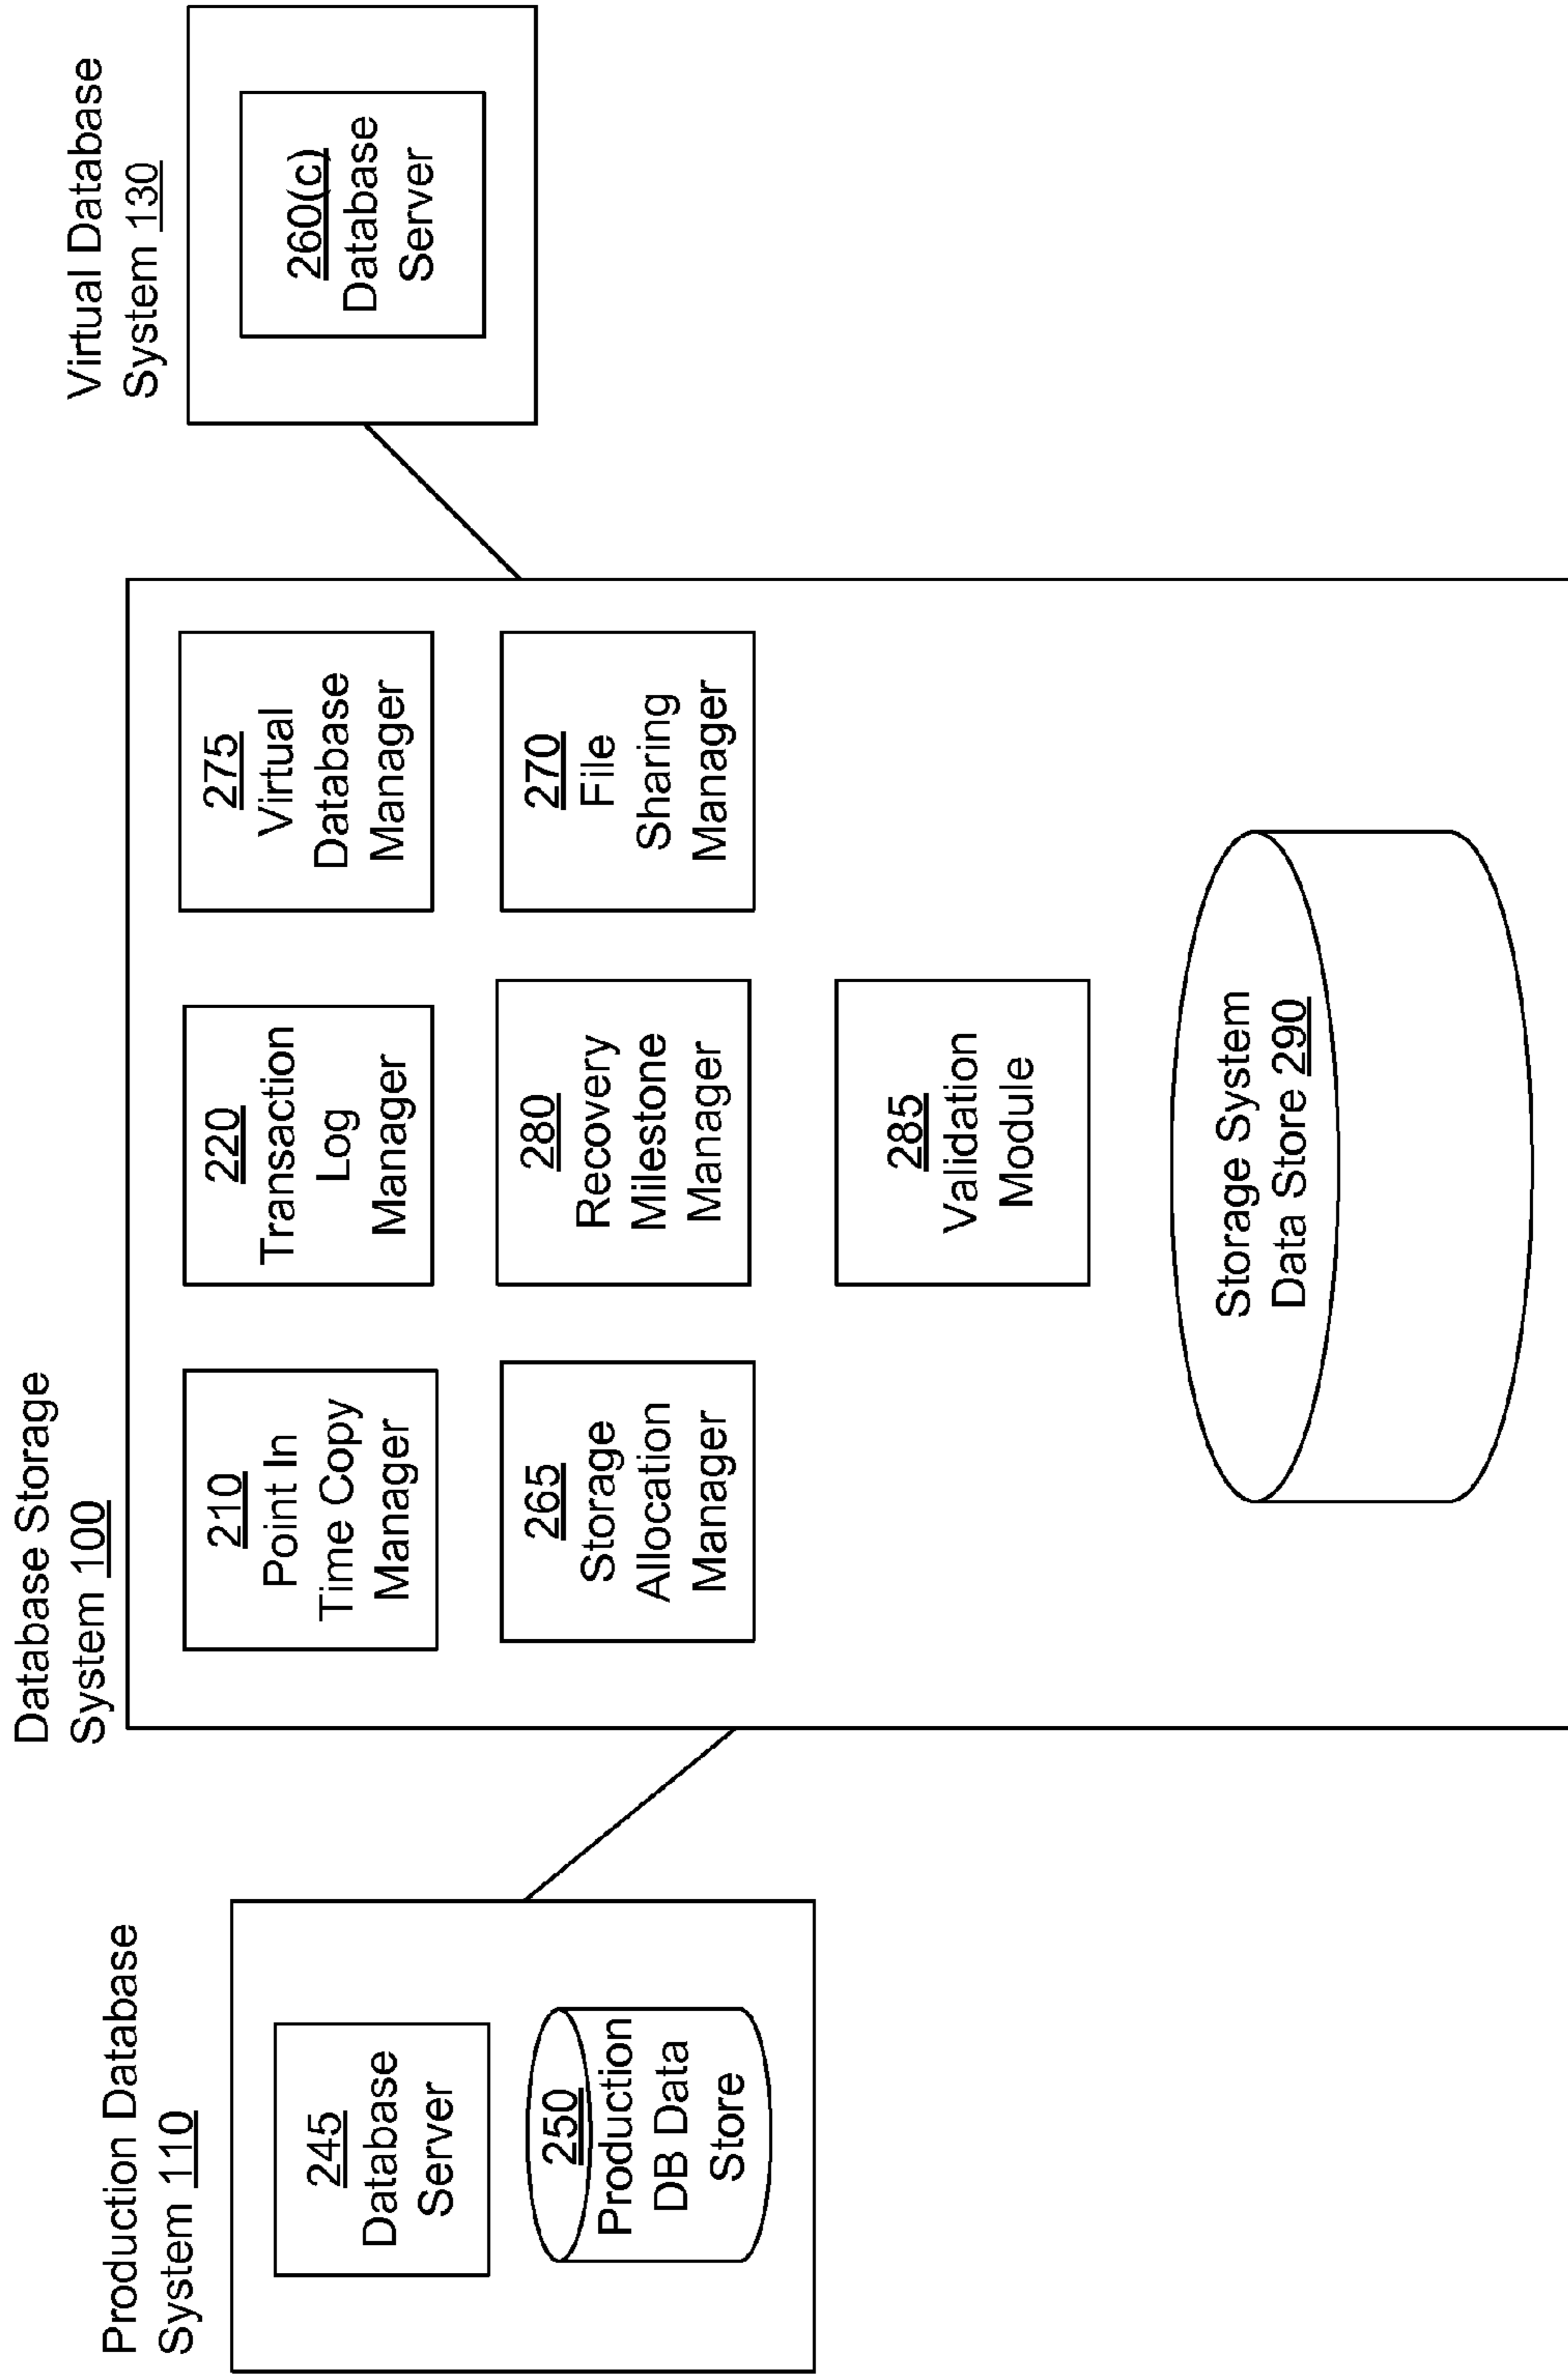 Production Database
System 110
245
Database
Server
250
Production
DB Data
Store
Database Storage
System 100
210
Point In
Time Copy
Manager
220
Transaction
Log
Manager
275
Virtual
Database
Manager
265
Storage
Allocation
Manager
280
Recovery
Milestone
Manager
270
File
Sharing
Manager
285
Validation
Module
Storage System
Data Store 290
Virtual Database
System 130
260(c)
Database
Server